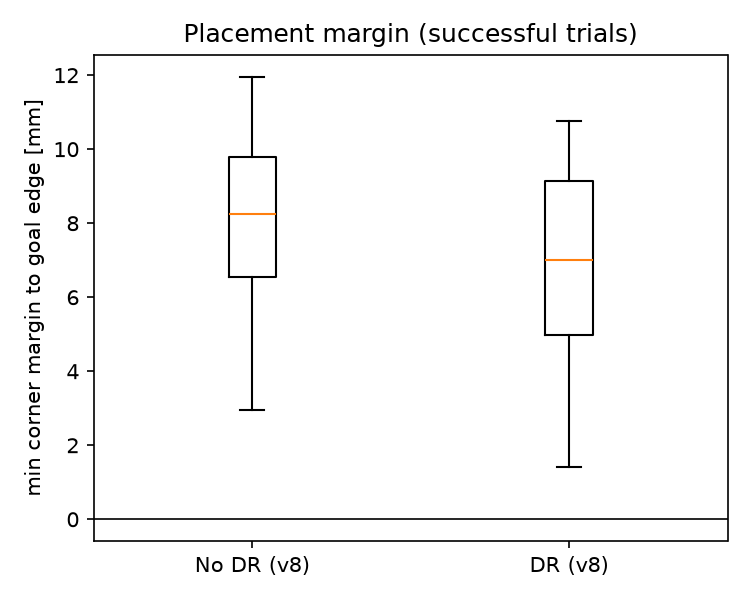 Placement margin (successful trials)
min corner margin to goal edge [mm]
12
10
8
6
4
2
0
No DR (v8)
DR (v8)